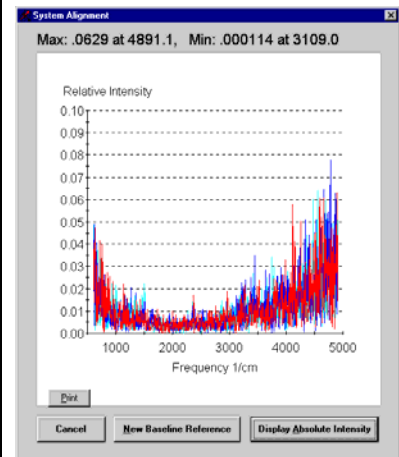 System Alignment
Max: .0629 at 4891.1, Min: .000114 at 3109.0
Relative Intensity
0.10
0.09
0.08
0.07
0.06
0.05
0.04
0.03
0.02
0.01
0.00
1000 2000 3000 4000 5000
Frequency 1/cm
Print
Cancel New Baseline Reference Display Absolute Intensity